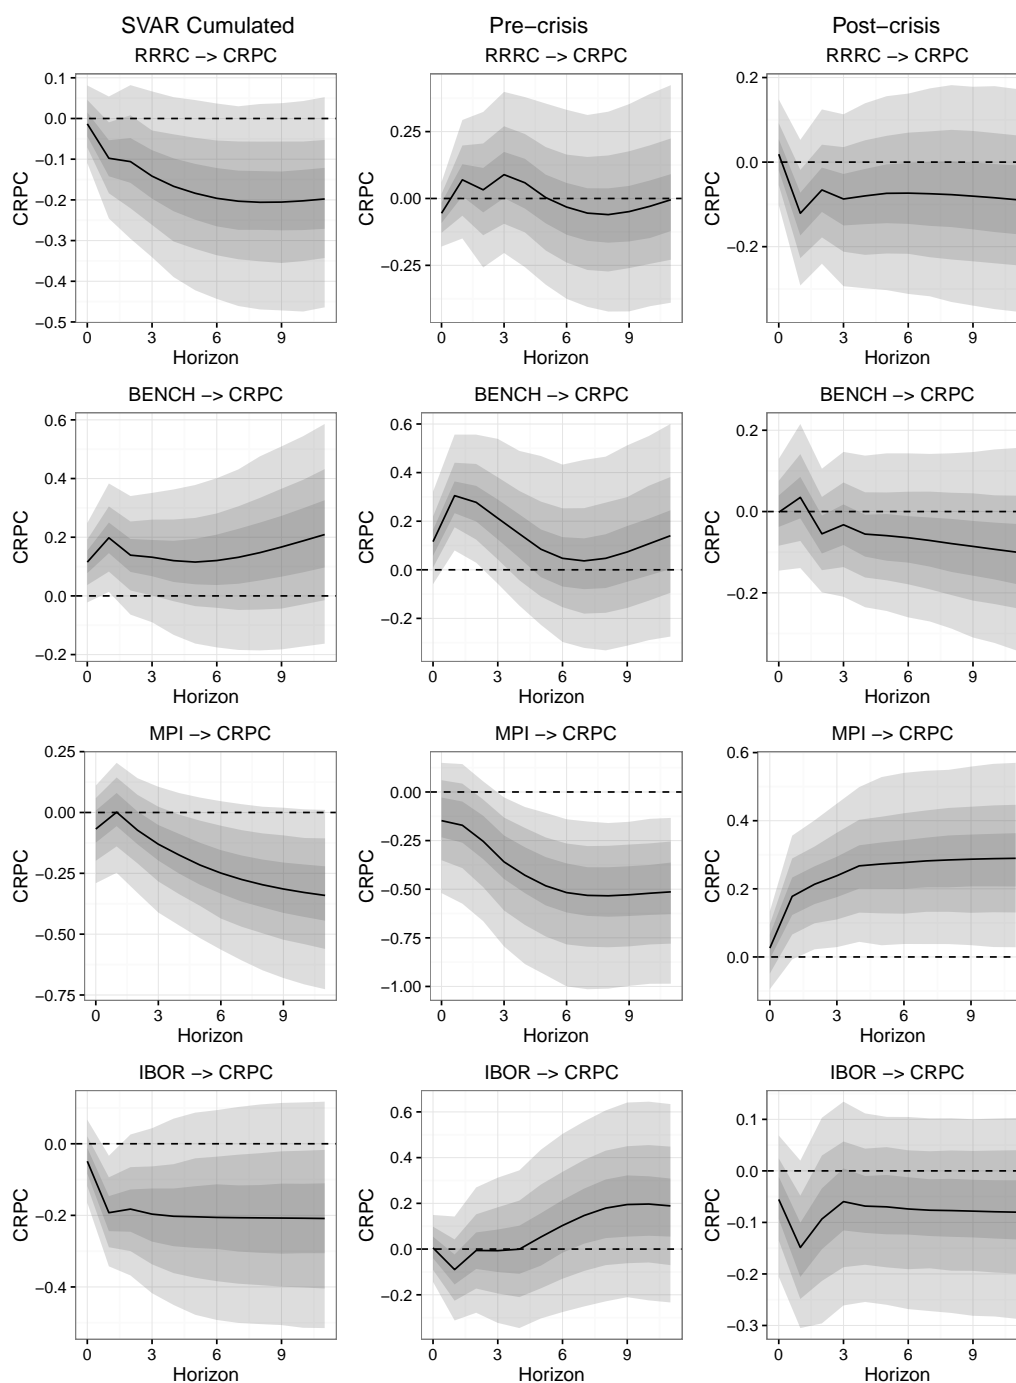 SVAR Cumulated
Pre−crisis
Post−crisis
RRRC −> CRPC
RRRC −> CRPC
RRRC −> CRPC
CRPC
0.1
0.0
−0.1
−0.2
−0.3
−0.4
−0.5
0 3 6 9
Horizon
CRPC
0.25
0.00
−0.25
0 3 6 9
Horizon
CRPC
0.2
0.0
−0.2
0 3 6 9
Horizon
BENCH −> CRPC
BENCH −> CRPC
BENCH −> CRPC
CRPC
0.6
0.4
0.2
0.0
−0.2
0 3 6 9
Horizon
CRPC
0.6
0.4
0.2
0.0
−0.2
0 3 6 9
Horizon
CRPC
0.2
0.0
−0.2
0 3 6 9
Horizon
MPI −> CRPC
MPI −> CRPC
MPI −> CRPC
CRPC
0.25
0.00
−0.25
−0.50
−0.75
0 3 6 9
Horizon
CRPC
0.00
−0.25
−0.50
−0.75
−1.00
0 3 6 9
Horizon
CRPC
0.6
0.4
0.2
0.0
0 3 6 9
Horizon
IBOR −> CRPC
IBOR −> CRPC
IBOR −> CRPC
CRPC
0.0
−0.2
−0.4
0 3 6 9
Horizon
CRPC
0.6
0.4
0.2
0.0
−0.2
0 3 6 9
Horizon
CRPC
0.1
0.0
−0.1
−0.2
−0.3
0 3 6 9
Horizon